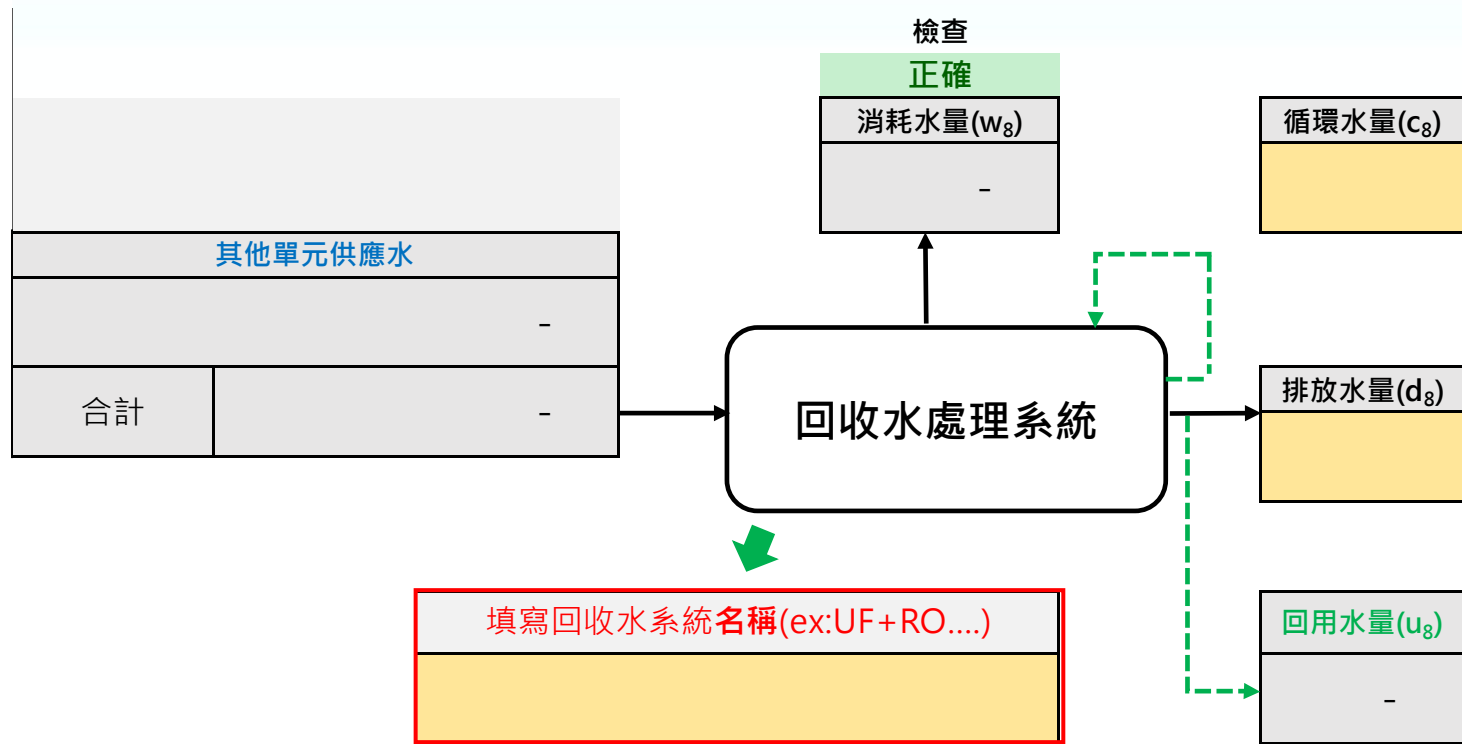 檢查
正確
消耗水量(w₈)
-
循環水量(c₈)
其他單元供應水
-
合計
-
回收水處理系統
排放水量(d₈)
填寫回收水系統名稱(ex:UF+RO....)
回用水量(u₈)
-